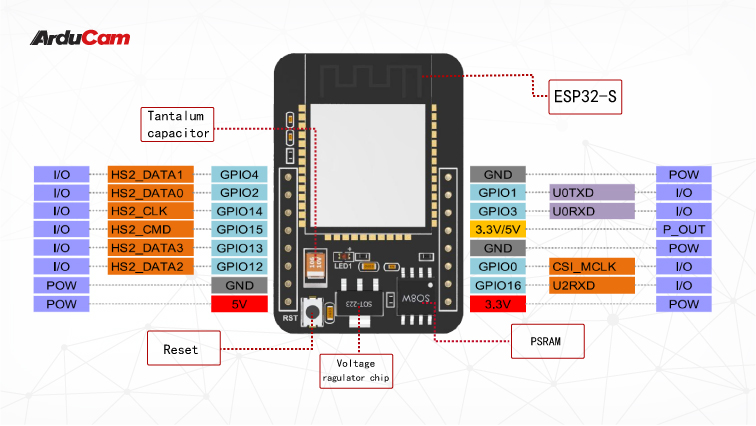 ArduCam
ESP32-S
Tantalum
capacitor
I/O HS2_DATA1 GPIO4
I/O HS2_DATA0 GPIO2
I/O HS2_CLK GPIO14
I/O HS2_CMD GPIO15
I/O HS2_DATA3 GPIO13
I/O HS2_DATA2 GPIO12
POW GND
POW 5V
GND POW
GPIO1 U0TXD I/O
GPIO3 U0RXD I/O
3.3V/5V P_OUT
GND POW
GPIO0 CSI_MCLK I/O
GPIO16 U2RXD I/O
3.3V POW
+
LED1
SO8W
SOT-223
RST
Reset
Voltage
ragulator chip
PSRAM